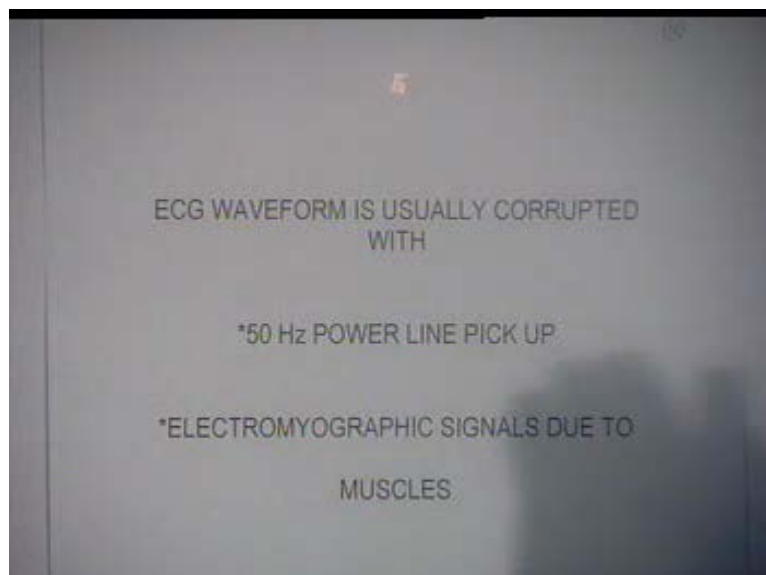 ECG WAVEFORM IS USUALLY CORRUPTED
WITH
*50 Hz POWER LINE PICK UP
*ELECTROMYOGRAPHIC SIGNALS DUE TO
MUSCLES